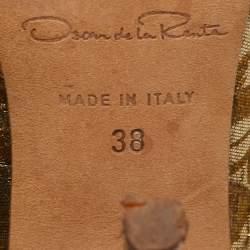 Oscar de la Renta
MADE IN ITALY
38